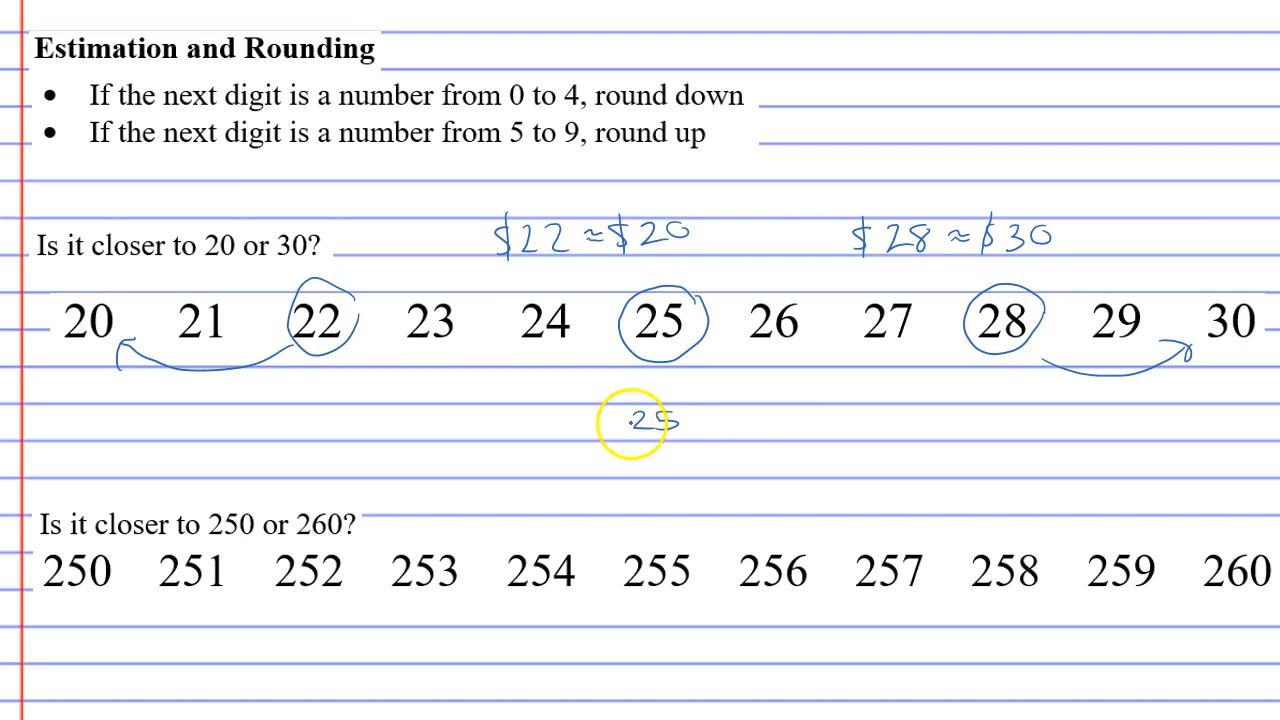 Estimation and Rounding
• If the next digit is a number from 0 to 4, round down
• If the next digit is a number from 5 to 9, round up
$22 ≈ $20 $28 ≈ $30
Is it closer to 20 or 30?
20 21 22 23 24 25 26 27 28 29 30
25
Is it closer to 250 or 260?
250 251 252 253 254 255 256 257 258 259 260